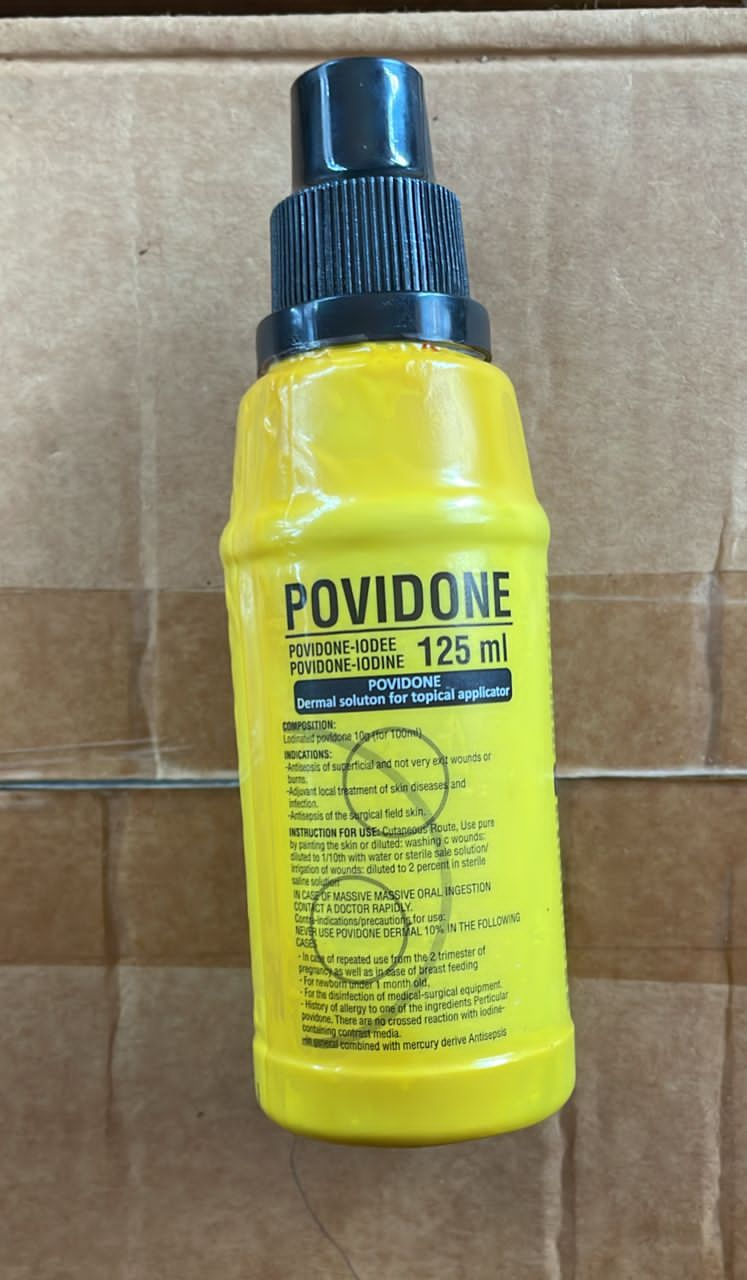 POVIDONE
POVIDONE-IODEE
POVIDONE-IODINE 125 ml
POVIDONE
Dermal soluton for topical applicator
COMPOSITION:
Lodinated povidone 10g (for 100ml)
INDICATIONS:
-Antisepsis of superficial and not very exit wounds or
burns.
-Adjuvant local treatment of skin diseases and
infection.
-Antisepsis of the surgical field skin.
INSTRUCTION FOR USE: Cutaneous Route, Use pure
by painting the skin or diluted: washing c wounds:
diluted to 1/10th with water or sterile sale solution/
irrigation of wounds: diluted to 2 percent in sterile
saline solution
IN CASE OF MASSIVE MASSIVE ORAL INGESTION
CONTACT A DOCTOR RAPIDLY.
Contra-indications/precautions for use:
NEVER USE POVIDONE DERMAL 10% IN THE FOLLOWING
CASES
- In case of repeated use from the 2 trimester of
pregnancy as well as in ease of breast feeding
- For newborn under 1 month old,
- For the disinfection of medical-surgical equipment.
- History of allergy to one of the ingredients Perticular
povidone. There are no crossed reaction with iodine-
containing contrast media.
general combined with mercury derive Antisepsis